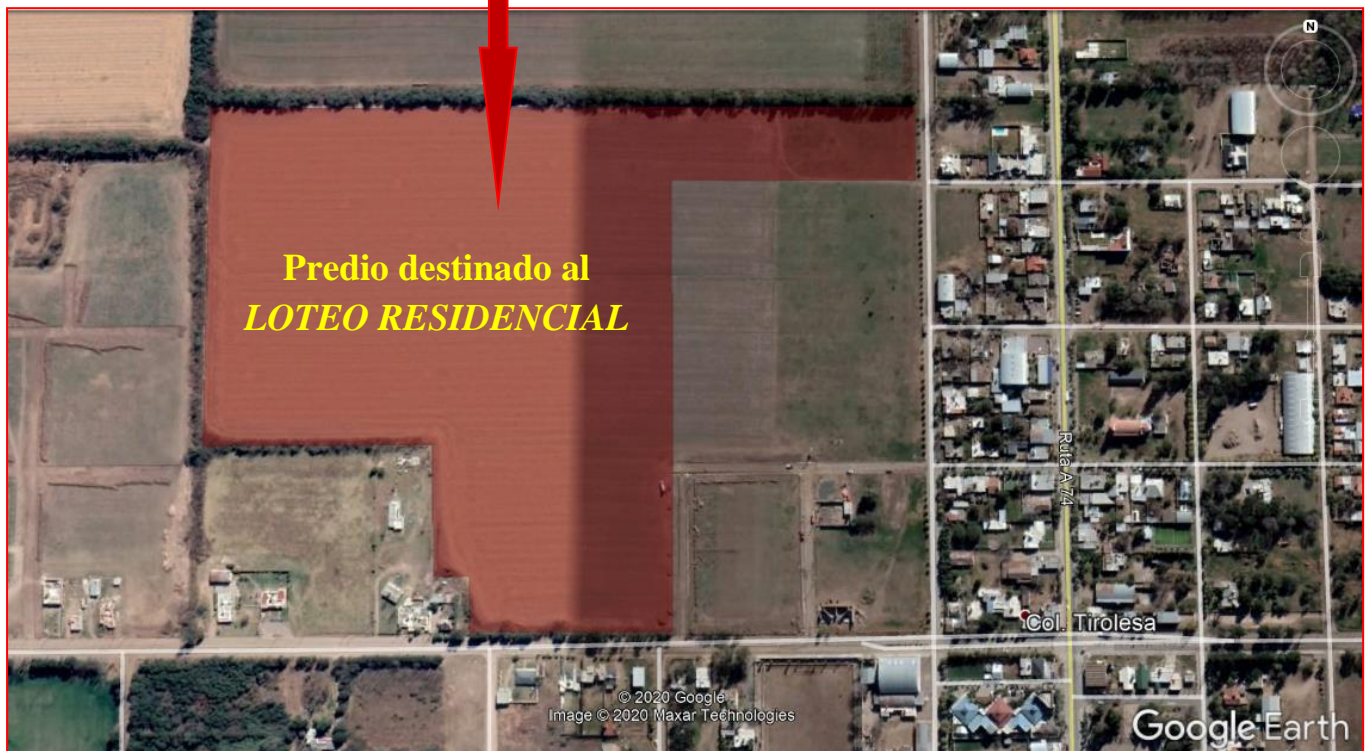 N
Predio destinado al
LOTEO RESIDENCIAL
Ruta A 74
Col. Tirolesa
© 2020 Google
Image © 2020 Maxar Technologies
Google Earth